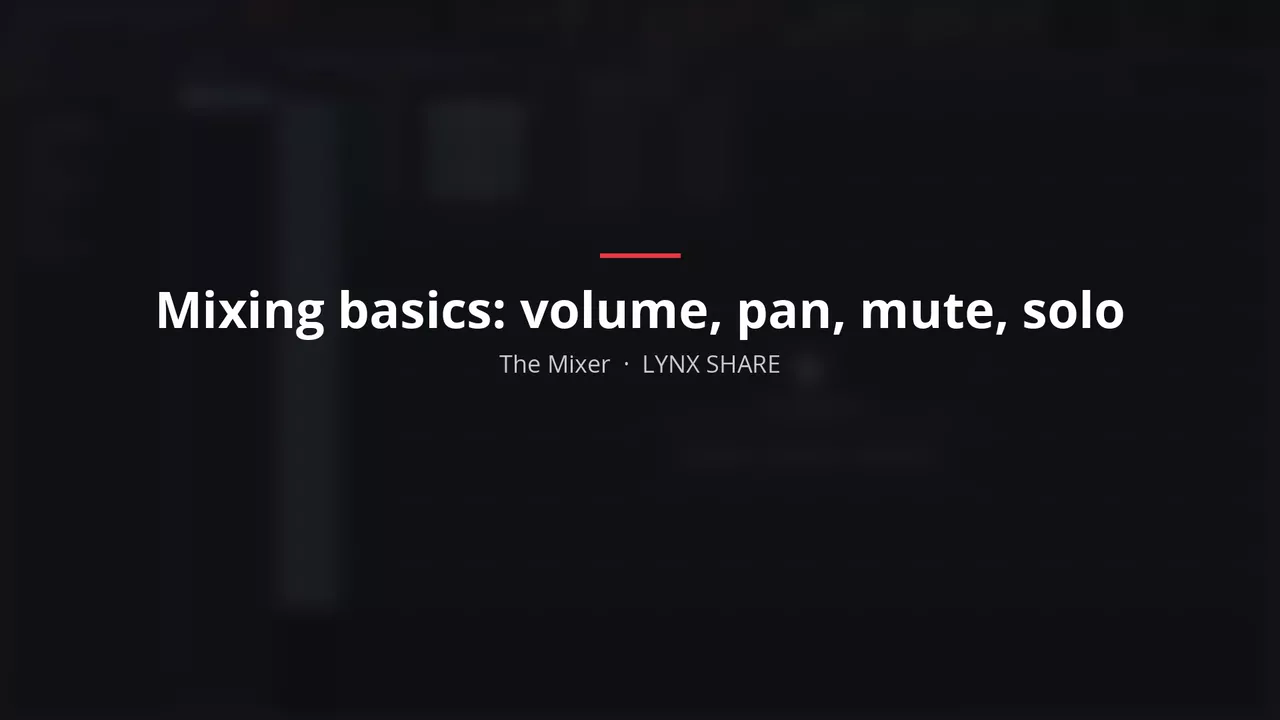 Mixing basics: volume, pan, mute, solo
The Mixer · LYNX SHARE